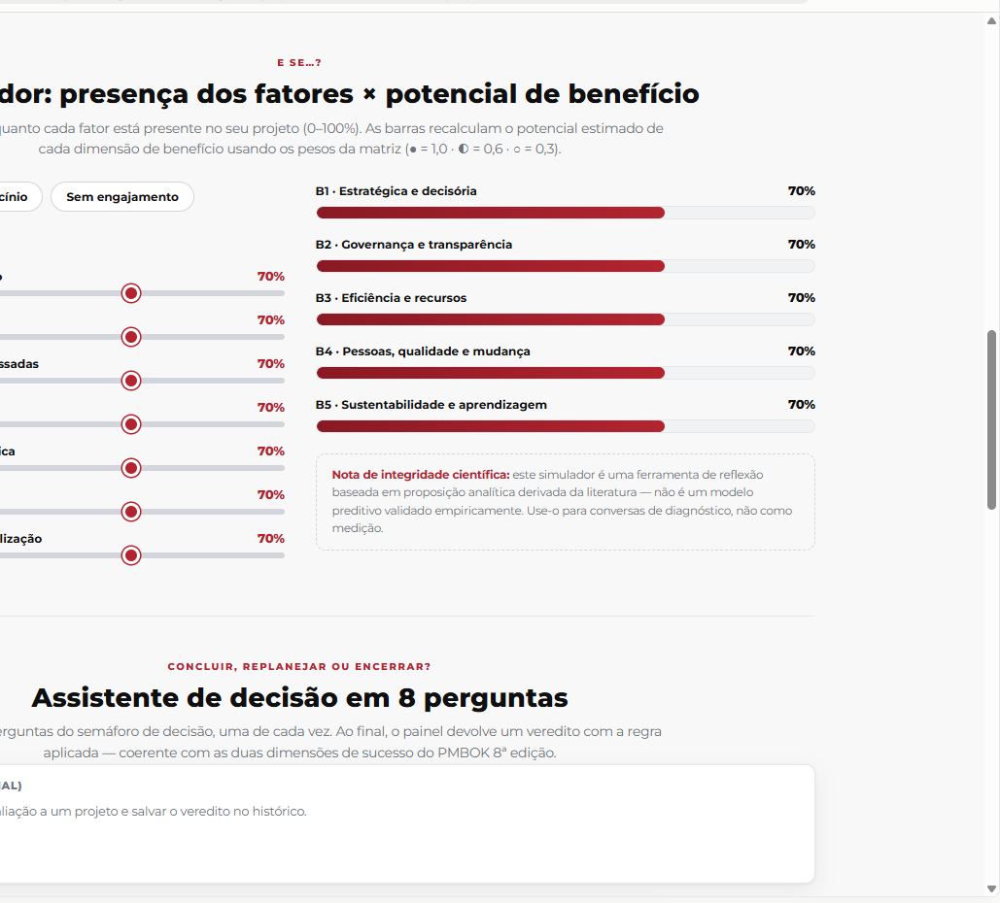 E SE…?
dor: presença dos fatores × potencial de benefício
quanto cada fator está presente no seu projeto (0–100%). As barras recalculam o potencial estimado de
cada dimensão de benefício usando os pesos da matriz (● = 1,0 · ◐ = 0,6 · ○ = 0,3).
cínio
Sem engajamento
70%
70%
ssadas 70%
70%
ica 70%
70%
lização 70%
B1 · Estratégica e decisória 70%
B2 · Governança e transparência 70%
B3 · Eficiência e recursos 70%
B4 · Pessoas, qualidade e mudança 70%
B5 · Sustentabilidade e aprendizagem 70%
Nota de integridade científica: este simulador é uma ferramenta de reflexão
baseada em proposição analítica derivada da literatura — não é um modelo
preditivo validado empiricamente. Use-o para conversas de diagnóstico, não como
medição.
CONCLUIR, REPLANEJAR OU ENCERRAR?
Assistente de decisão em 8 perguntas
erguntas do semáforo de decisão, uma de cada vez. Ao final, o painel devolve um veredito com a regra
aplicada — coerente com as duas dimensões de sucesso do PMBOK 8ª edição.
AL)
liação a um projeto e salvar o veredito no histórico.